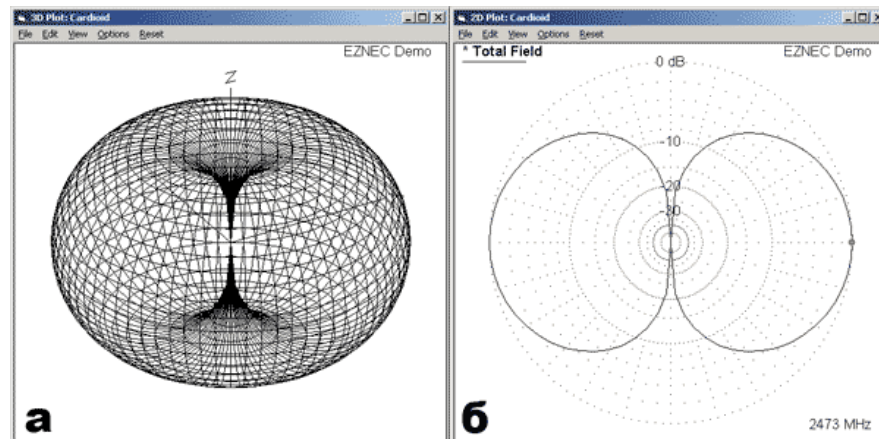 3D Plot: Cardioid
File Edit View Options Reset
EZNEC Demo
Z
а
2D Plot: Cardioid
File Edit View Options Reset
* Total Field
EZNEC Demo
0 dB
-10
-20
-30
2473 MHz
б